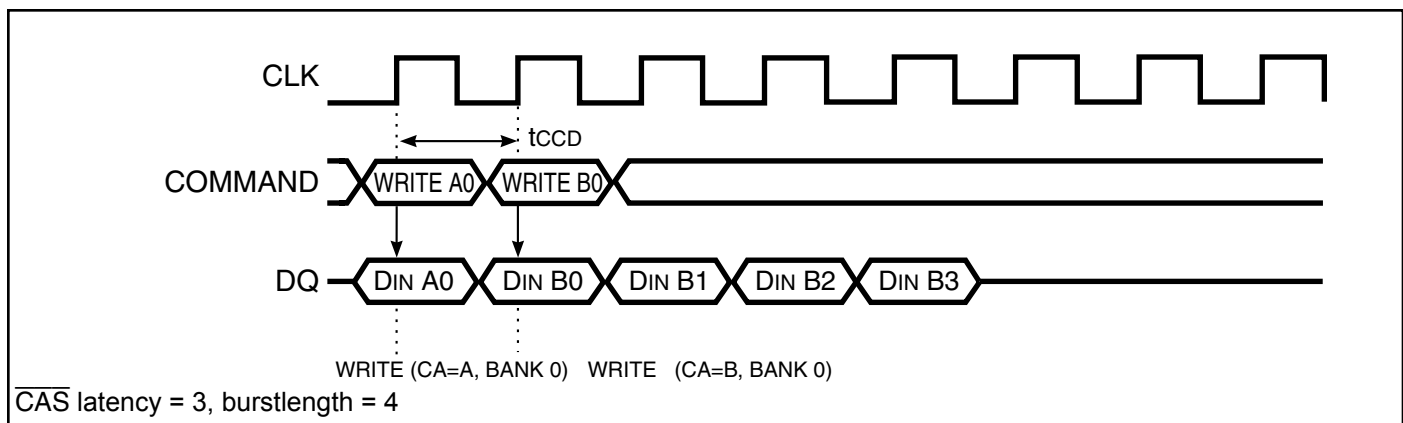 CLK
tCCD
COMMAND WRITE A0 WRITE B0
DQ DIN A0 DIN B0 DIN B1 DIN B2 DIN B3
WRITE (CA=A, BANK 0) WRITE (CA=B, BANK 0)
CAS latency = 3, burstlength = 4